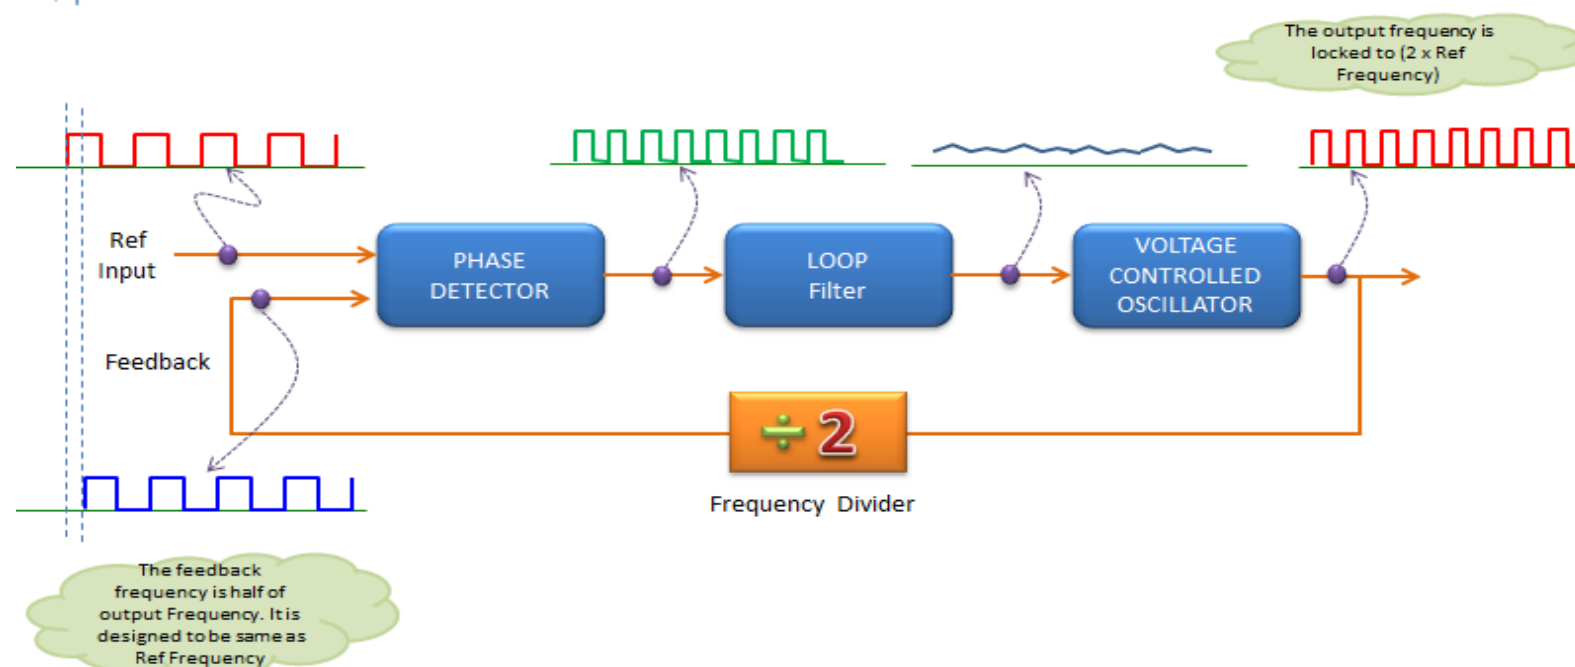 The output frequency is
locked to (2 x Ref
Frequency)
Ref
Input
PHASE
DETECTOR
LOOP
Filter
VOLTAGE
CONTROLLED
OSCILLATOR
Feedback
÷ 2
Frequency Divider
The feedback
frequency is half of
output Frequency. It is
designed to be same as
Ref Frequency